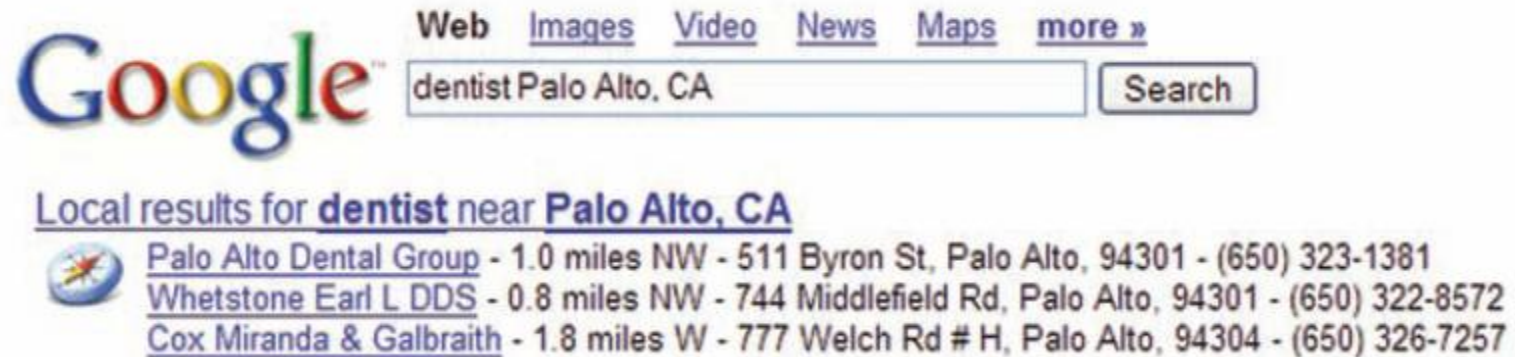 Web Images Video News Maps more »
Google™ dentist Palo Alto, CA Search
Local results for dentist near Palo Alto, CA
Palo Alto Dental Group - 1.0 miles NW - 511 Byron St, Palo Alto, 94301 - (650) 323-1381
Whetstone Earl L DDS - 0.8 miles NW - 744 Middlefield Rd, Palo Alto, 94301 - (650) 322-8572
Cox Miranda & Galbraith - 1.8 miles W - 777 Welch Rd # H, Palo Alto, 94304 - (650) 326-7257